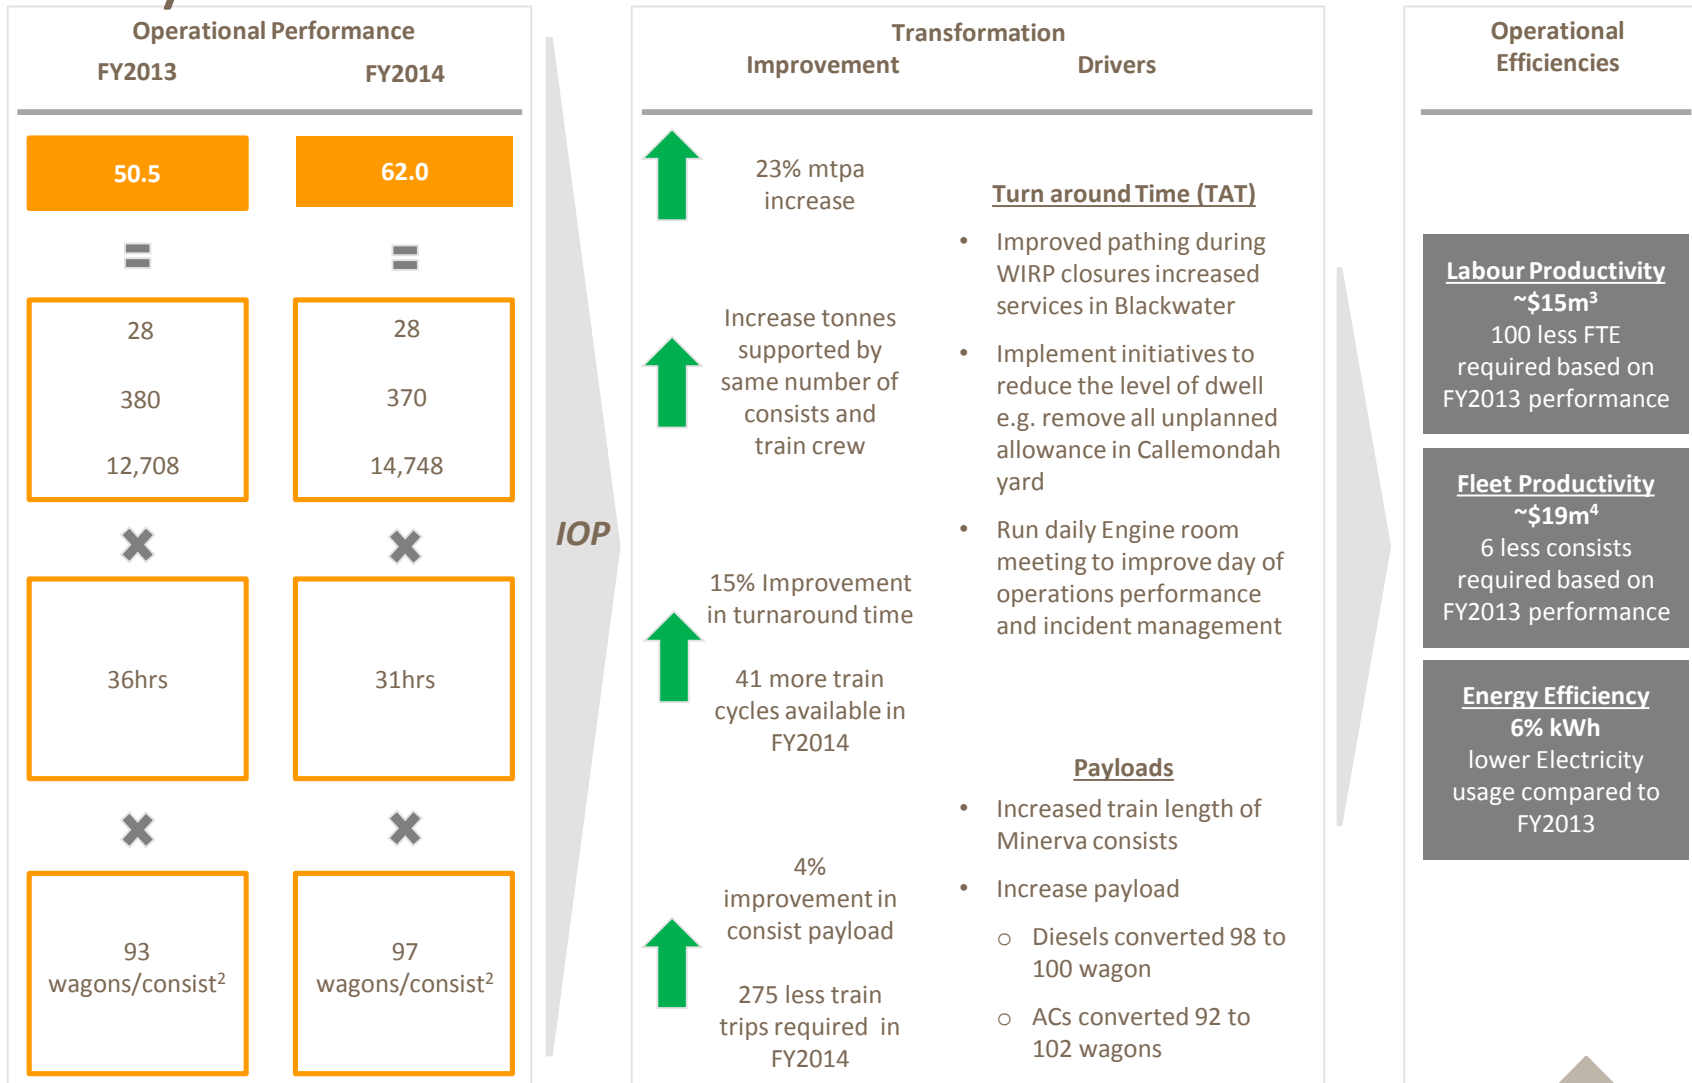 Operational Performance
FY2013
FY2014
50.5
62.0
=
=
28
28
380
370
12,708
14,748
36hrs
31hrs
93
wagons/consist²
97
wagons/consist²
IOP
Transformation
Improvement
Drivers
23% mtpa
increase
Increase tonnes
supported by
same number of
consists and
train crew
15% Improvement
in turnaround time
41 more train
cycles available in
FY2014
4%
improvement in
consist payload
275 less train
trips required in
FY2014
Turn around Time (TAT)
• Improved pathing during
WIRP closures increased
services in Blackwater
• Implement initiatives to
reduce the level of dwell
e.g. remove all unplanned
allowance in Callemondah
yard
• Run daily Engine room
meeting to improve day of
operations performance
and incident management
Payloads
• Increased train length of
Minerva consists
• Increase payload
o Diesels converted 98 to
100 wagon
o ACs converted 92 to
102 wagons
Operational
Efficiencies
Labour Productivity
~$15m³
100 less FTE
required based on
FY2013 performance
Fleet Productivity
~$19m⁴
6 less consists
required based on
FY2013 performance
Energy Efficiency
6% kWh
lower Electricity
usage compared to
FY2013